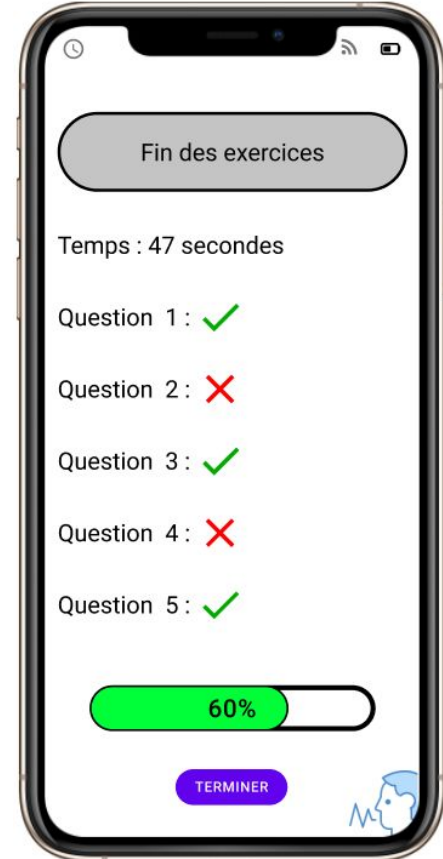 Fin des exercices
Temps : 47 secondes
Question 1 :
Question 2 :
Question 3 :
Question 4 :
Question 5 :
60%
TERMINER